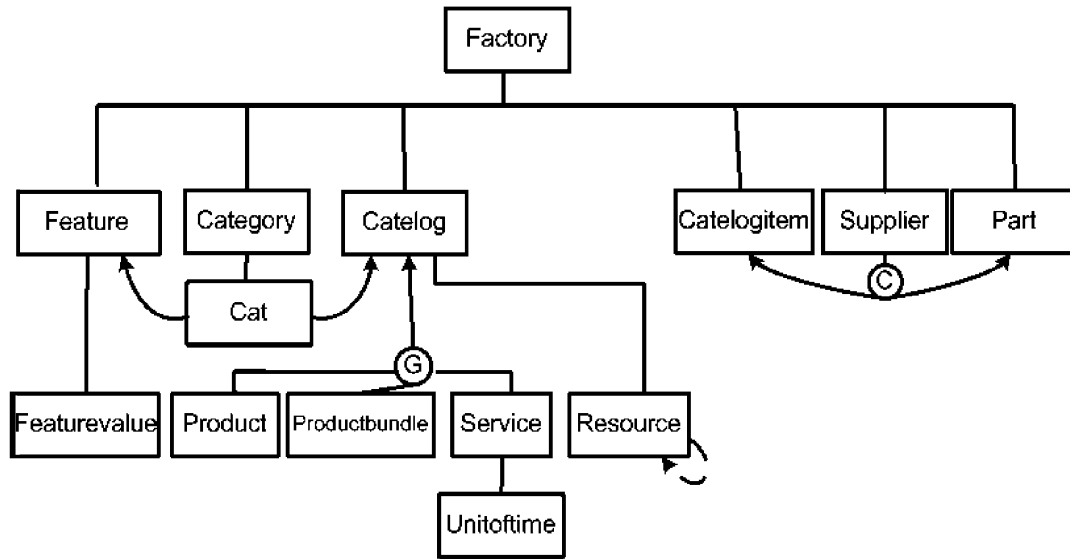 Factory
Feature
Category
Catelog
Catelogitem
Supplier
Part
C
Cat
G
Featurevalue
Product
Productbundle
Service
Resource
Unitoftime